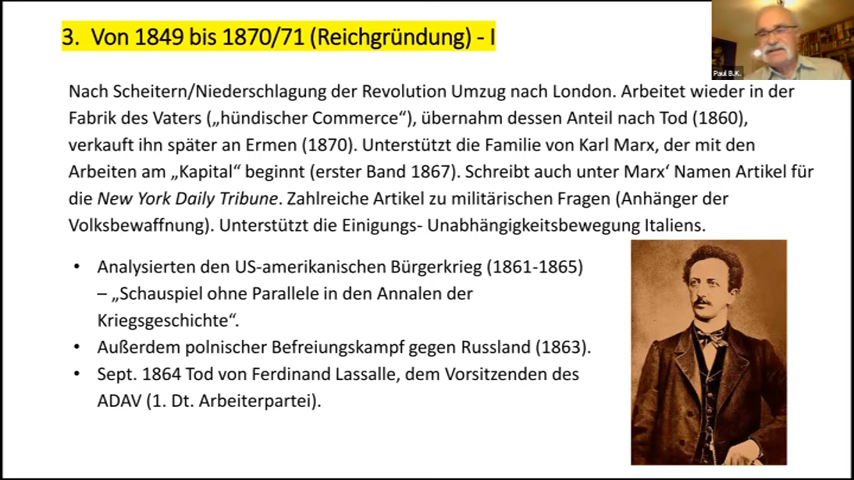 3. Von 1849 bis 1870/71 (Reichgründung) - I
Paul B.K.
Nach Scheitern/Niederschlagung der Revolution Umzug nach London. Arbeitet wieder in der
Fabrik des Vaters („hündischer Commerce“), übernahm dessen Anteil nach Tod (1860),
verkauft ihn später an Ermen (1870). Unterstützt die Familie von Karl Marx, der mit den
Arbeiten am „Kapital“ beginnt (erster Band 1867). Schreibt auch unter Marx‘ Namen Artikel für
die New York Daily Tribune. Zahlreiche Artikel zu militärischen Fragen (Anhänger der
Volksbewaffnung). Unterstützt die Einigungs- Unabhängigkeitsbewegung Italiens.
• Analysierten den US-amerikanischen Bürgerkrieg (1861-1865)
– „Schauspiel ohne Parallele in den Annalen der
Kriegsgeschichte“.
• Außerdem polnischer Befreiungskampf gegen Russland (1863).
• Sept. 1864 Tod von Ferdinand Lassalle, dem Vorsitzenden des
ADAV (1. Dt. Arbeiterpartei).